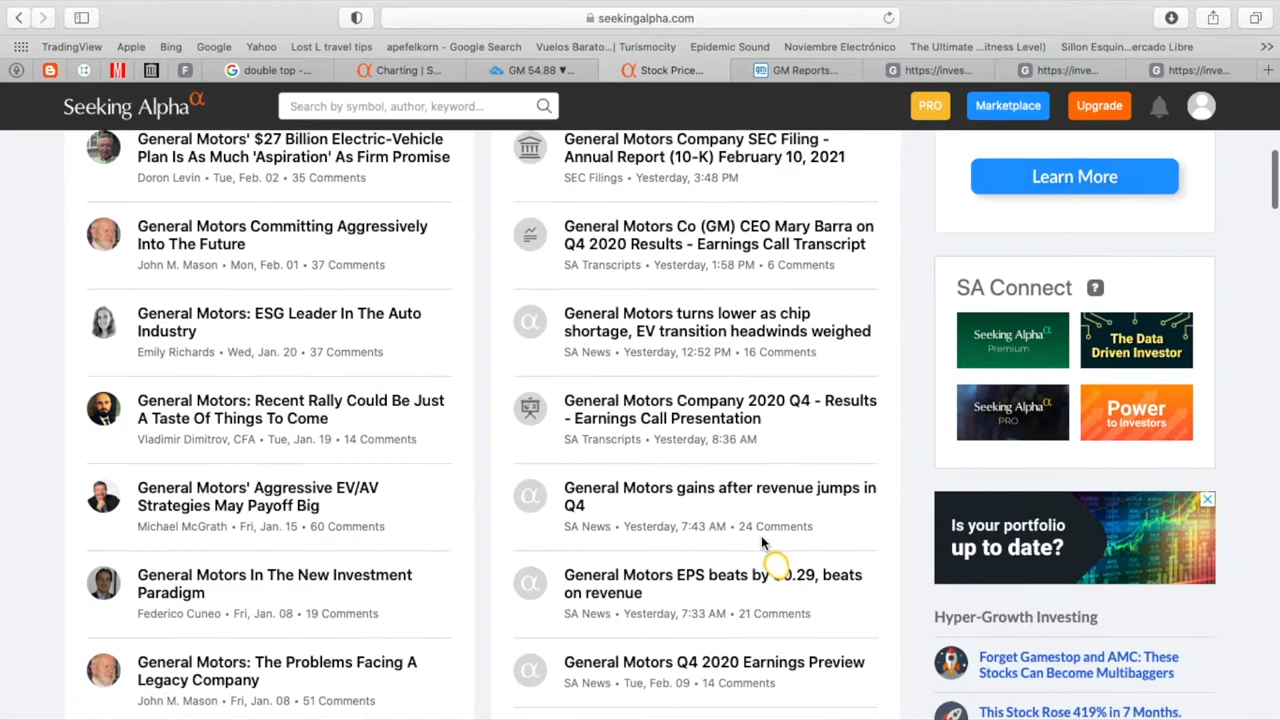 seekingalpha.com
TradingView Apple Bing Google Yahoo Lost L travel tips apefelkorn - Google Search Vuelos Barato...| Turismocity Epidemic Sound Noviembre Electrónico The Ultimate ...itness Level) Sillon Esquin...ercado Libre >>
double top -... Charting | S... GM 54.88 ▼... Stock Price... GM Reports... https://inves... https://inve... https://inve...
Seeking Alpha α
Search by symbol, author, keyword...
PRO
Marketplace
Upgrade
General Motors' $27 Billion Electric-Vehicle
Plan Is As Much 'Aspiration' As Firm Promise
Doron Levin • Tue, Feb. 02 • 35 Comments
General Motors Committing Aggressively
Into The Future
John M. Mason • Mon, Feb. 01 • 37 Comments
General Motors: ESG Leader In The Auto
Industry
Emily Richards • Wed, Jan. 20 • 37 Comments
General Motors: Recent Rally Could Be Just
A Taste Of Things To Come
Vladimir Dimitrov, CFA • Tue, Jan. 19 • 14 Comments
General Motors' Aggressive EV/AV
Strategies May Payoff Big
Michael McGrath • Fri, Jan. 15 • 60 Comments
General Motors In The New Investment
Paradigm
Federico Cuneo • Fri, Jan. 08 • 19 Comments
General Motors: The Problems Facing A
Legacy Company
John M. Mason • Fri, Jan. 08 • 51 Comments
General Motors Company SEC Filing -
Annual Report (10-K) February 10, 2021
SEC Filings • Yesterday, 3:48 PM
General Motors Co (GM) CEO Mary Barra on
Q4 2020 Results - Earnings Call Transcript
SA Transcripts • Yesterday, 1:58 PM • 6 Comments
General Motors turns lower as chip
shortage, EV transition headwinds weighed
SA News • Yesterday, 12:52 PM • 16 Comments
General Motors Company 2020 Q4 - Results
- Earnings Call Presentation
SA Transcripts • Yesterday, 8:36 AM
General Motors gains after revenue jumps in
Q4
SA News • Yesterday, 7:43 AM • 24 Comments
General Motors EPS beats by 0.29, beats
on revenue
SA News • Yesterday, 7:33 AM • 21 Comments
General Motors Q4 2020 Earnings Preview
SA News • Tue, Feb. 09 • 14 Comments
Learn More
SA Connect ?
Seeking Alpha α
Premium
The Data
Driven Investor
Seeking Alpha α
PRO
Power
to Investors
Is your portfolio
up to date?
Hyper-Growth Investing
Forget Gamestop and AMC: These
Stocks Can Become Multibaggers
This Stock Rose 419% in 7 Months.